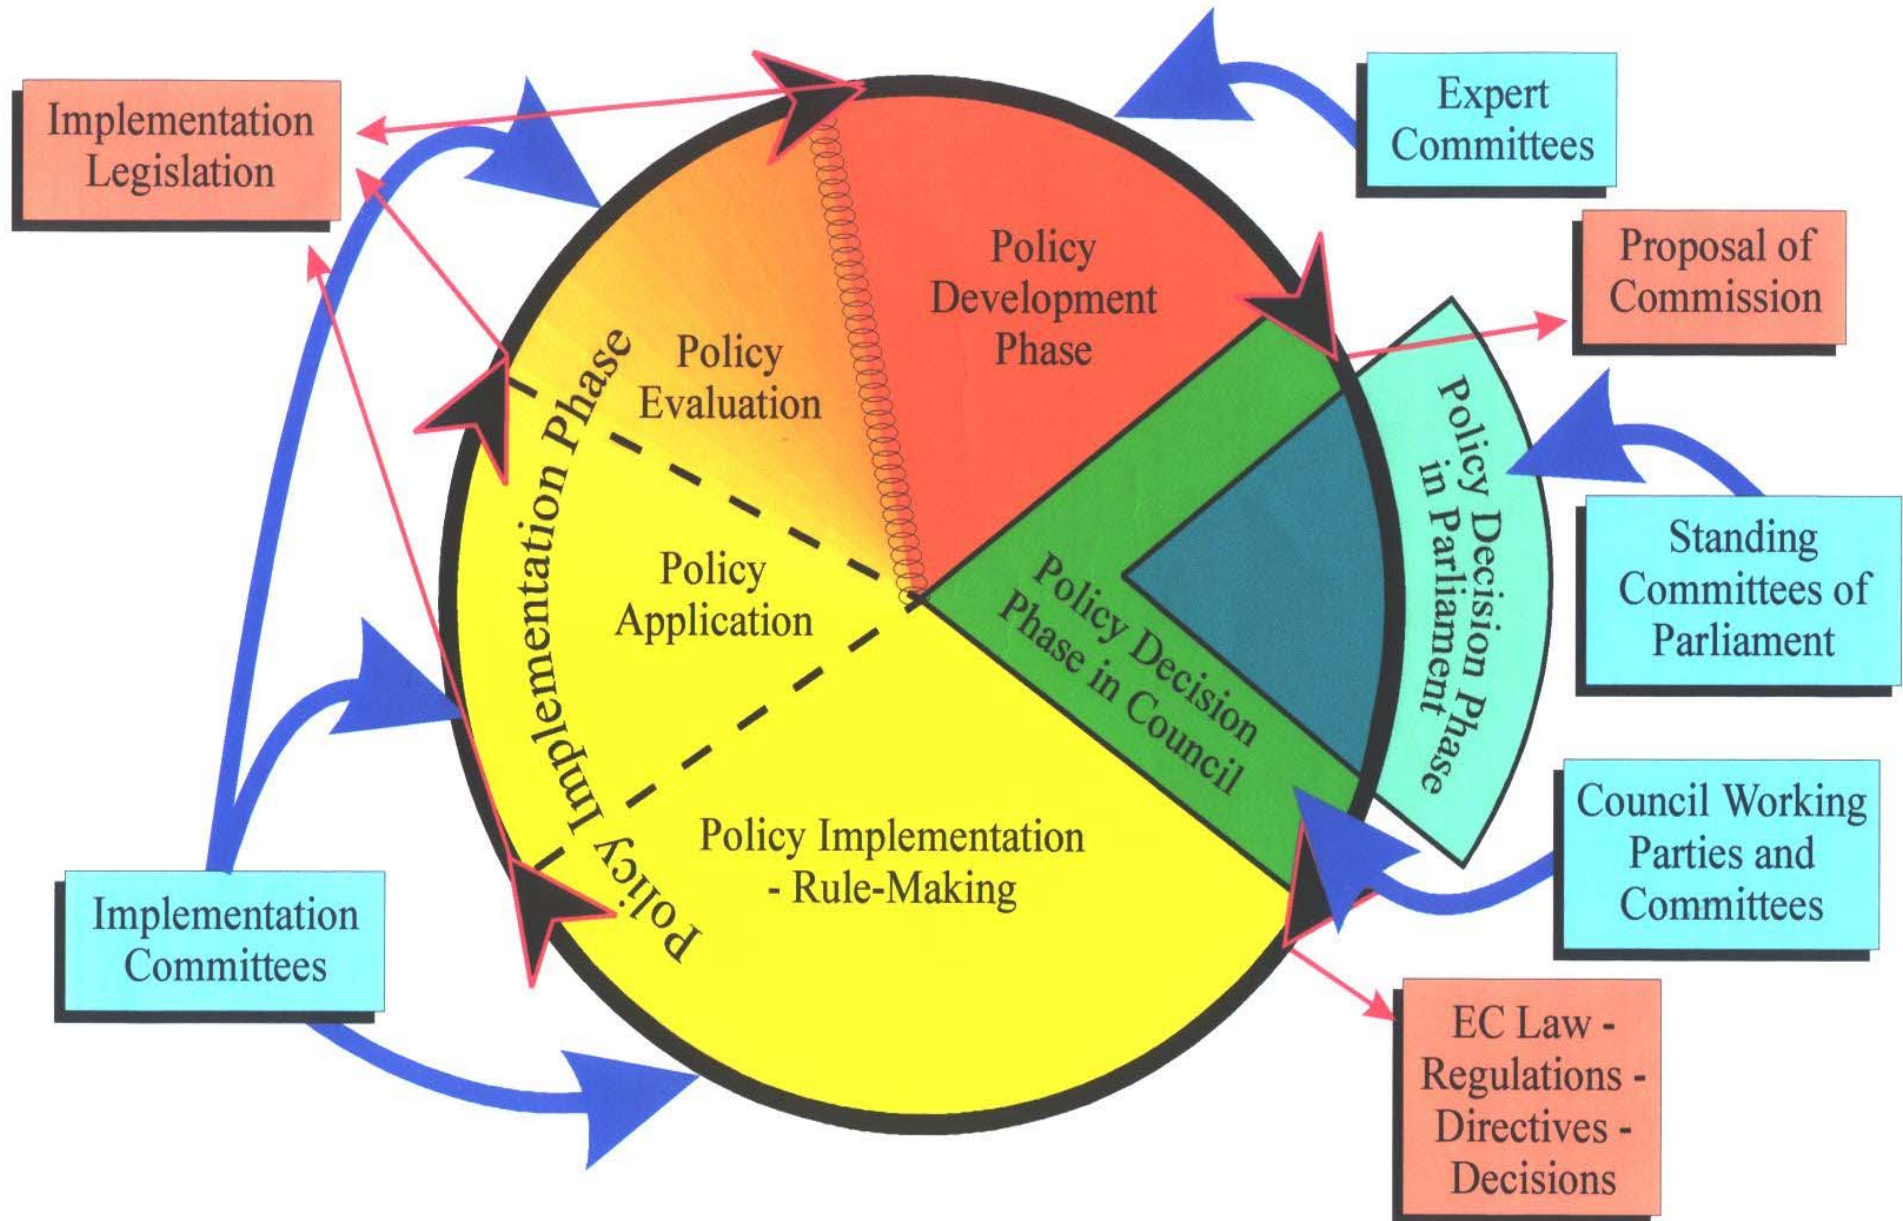 Implementation
Legislation
Expert
Committees
Proposal of
Commission
Policy
Development
Phase
Policy
Evaluation
Policy
Application
Policy Implementation Phase
Policy Implementation
- Rule-Making
Policy Decision
Phase in Council
Policy Decision Phase
in Parliament
Standing
Committees of
Parliament
Council Working
Parties and
Committees
Implementation
Committees
EC Law -
Regulations -
Directives -
Decisions